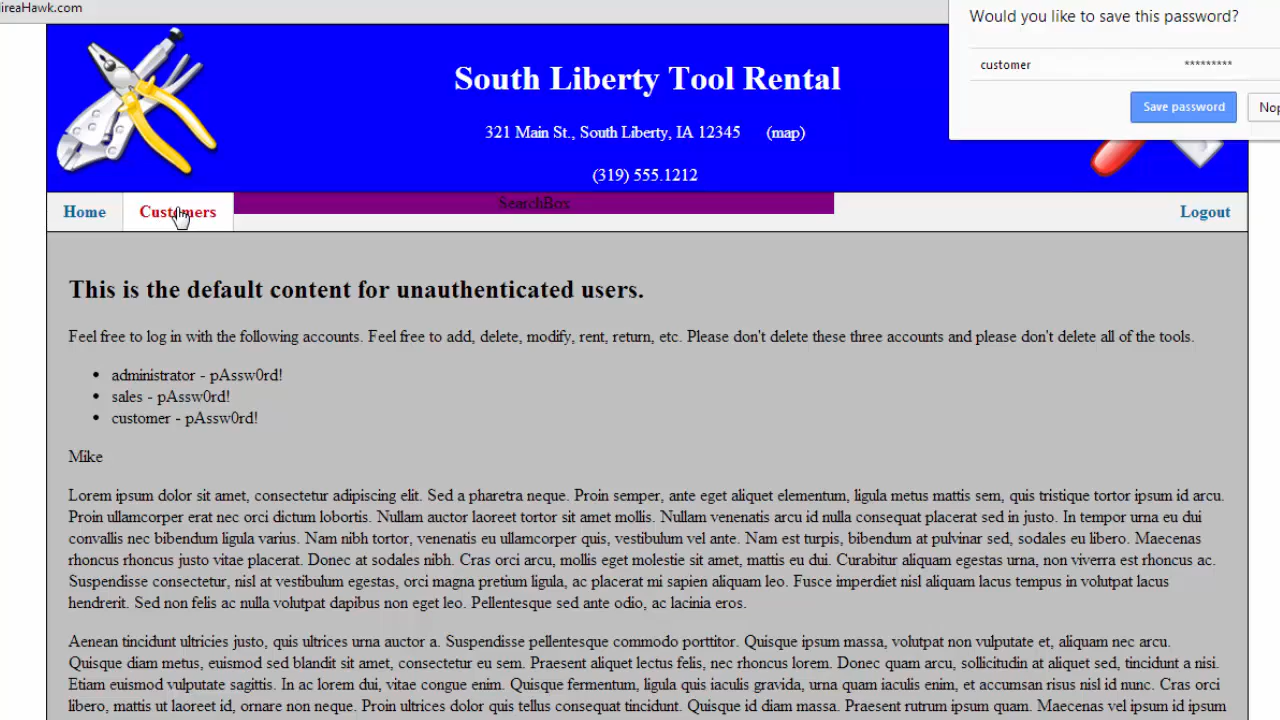 ireaHawk.com
Would you like to save this password?
customer *********
Save password
South Liberty Tool Rental
321 Main St., South Liberty, IA 12345 (map)
(319) 555.1212
Home Customers SearchBox Logout
This is the default content for unauthenticated users.
Feel free to log in with the following accounts. Feel free to add, delete, modify, rent, return, etc. Please don't delete these three accounts and please don't delete all of the tools.
• administrator - pAssw0rd!
• sales - pAssw0rd!
• customer - pAssw0rd!
Mike
Lorem ipsum dolor sit amet, consectetur adipiscing elit. Sed a pharetra neque. Proin semper, ante eget aliquet elementum, ligula metus mattis sem, quis tristique tortor ipsum id arcu.
Proin ullamcorper erat nec orci dictum lobortis. Nullam auctor laoreet tortor sit amet mollis. Nullam venenatis arcu id nulla consequat placerat sed in justo. In tempor urna eu dui
convallis nec bibendum ligula varius. Nam nibh tortor, venenatis eu ullamcorper quis, vestibulum vel ante. Nam est turpis, bibendum at pulvinar sed, sodales eu libero. Maecenas
rhoncus rhoncus justo vitae placerat. Donec at sodales nibh. Cras orci arcu, mollis eget molestie sit amet, mattis eu dui. Curabitur aliquam egestas urna, non viverra est rhoncus ac.
Suspendisse consectetur, nisl at vestibulum egestas, orci magna pretium ligula, ac placerat mi sapien aliquam leo. Fusce imperdiet nisl aliquam lacus tempus in volutpat lacus
hendrerit. Sed non felis ac nulla volutpat dapibus non eget leo. Pellentesque sed ante odio, ac lacinia eros.
Aenean tincidunt ultricies justo, quis ultrices urna auctor a. Suspendisse pellentesque commodo porttitor. Quisque ipsum massa, volutpat non vulputate et, aliquam nec arcu.
Quisque diam metus, euismod sed blandit sit amet, consectetur eu sem. Praesent aliquet lectus felis, nec rhoncus lorem. Donec quam arcu, sollicitudin at aliquet sed, tincidunt a nisi.
Etiam euismod vulputate sagittis. In ac lorem dui, vitae congue enim. Quisque fermentum, ligula quis iaculis gravida, urna quam iaculis enim, et accumsan risus nisl id nunc. Cras orci
libero, mattis ut laoreet id, ornare non neque. Proin ultrices dolor quis tellus consequat tincidunt. Quisque id diam massa. Praesent rutrum ipsum quam. Maecenas vel ipsum id ipsum